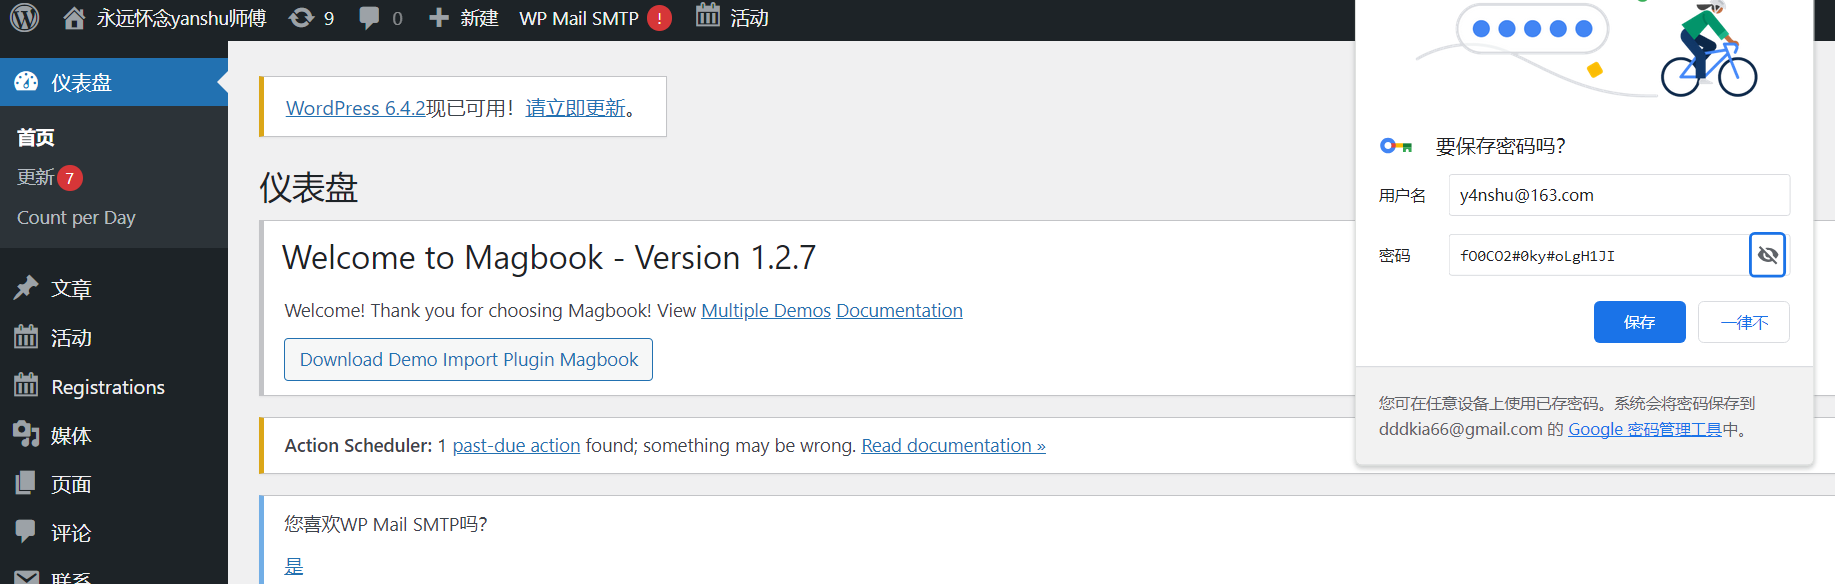 永远怀念yanshu师傅 9 0 新建 WP Mail SMTP ! 活动
仪表盘
首页
更新 7
Count per Day
文章
活动
Registrations
媒体
页面
评论
联系
WordPress 6.4.2现已可用！请立即更新。
仪表盘
Welcome to Magbook - Version 1.2.7
Welcome! Thank you for choosing Magbook! View Multiple Demos Documentation
Download Demo Import Plugin Magbook
Action Scheduler: 1 past-due action found; something may be wrong. Read documentation »
您喜欢WP Mail SMTP吗？
是
要保存密码吗？
用户名 y4nshu@163.com
密码 fO0CO2#0ky#oLgH1JI
保存 一律不
您可在任意设备上使用已存密码。系统会将密码保存到
dddkia66@gmail.com 的 Google 密码管理工具中。